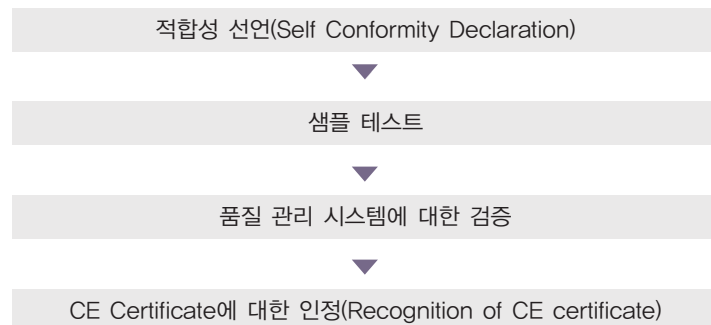 적합성 선언(Self Conformity Declaration)
샘플 테스트
품질 관리 시스템에 대한 검증
CE Certificate에 대한 인정(Recognition of CE certificate)